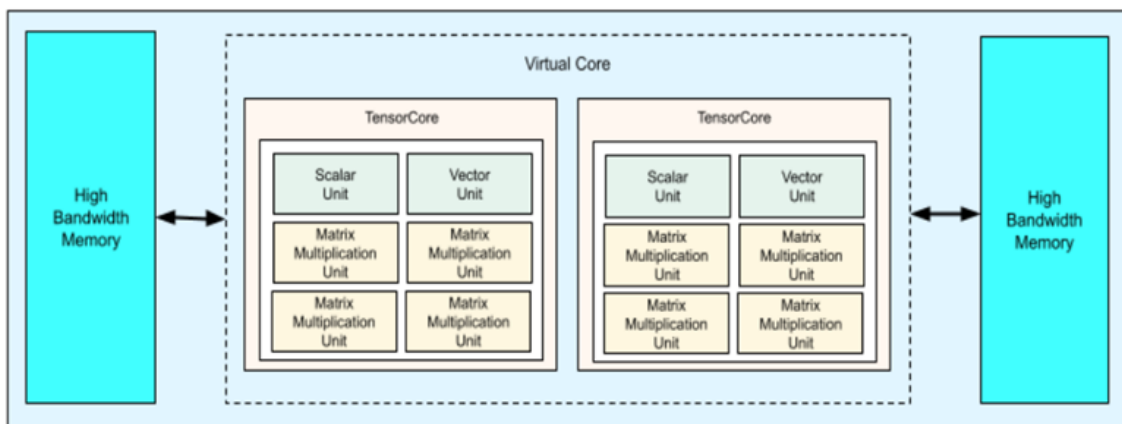 Virtual Core
High
Bandwidth
Memory
TensorCore
Scalar
Unit
Vector
Unit
Matrix
Multiplication
Unit
Matrix
Multiplication
Unit
Matrix
Multiplication
Unit
Matrix
Multiplication
Unit
TensorCore
Scalar
Unit
Vector
Unit
Matrix
Multiplication
Unit
Matrix
Multiplication
Unit
Matrix
Multiplication
Unit
Matrix
Multiplication
Unit
High
Bandwidth
Memory